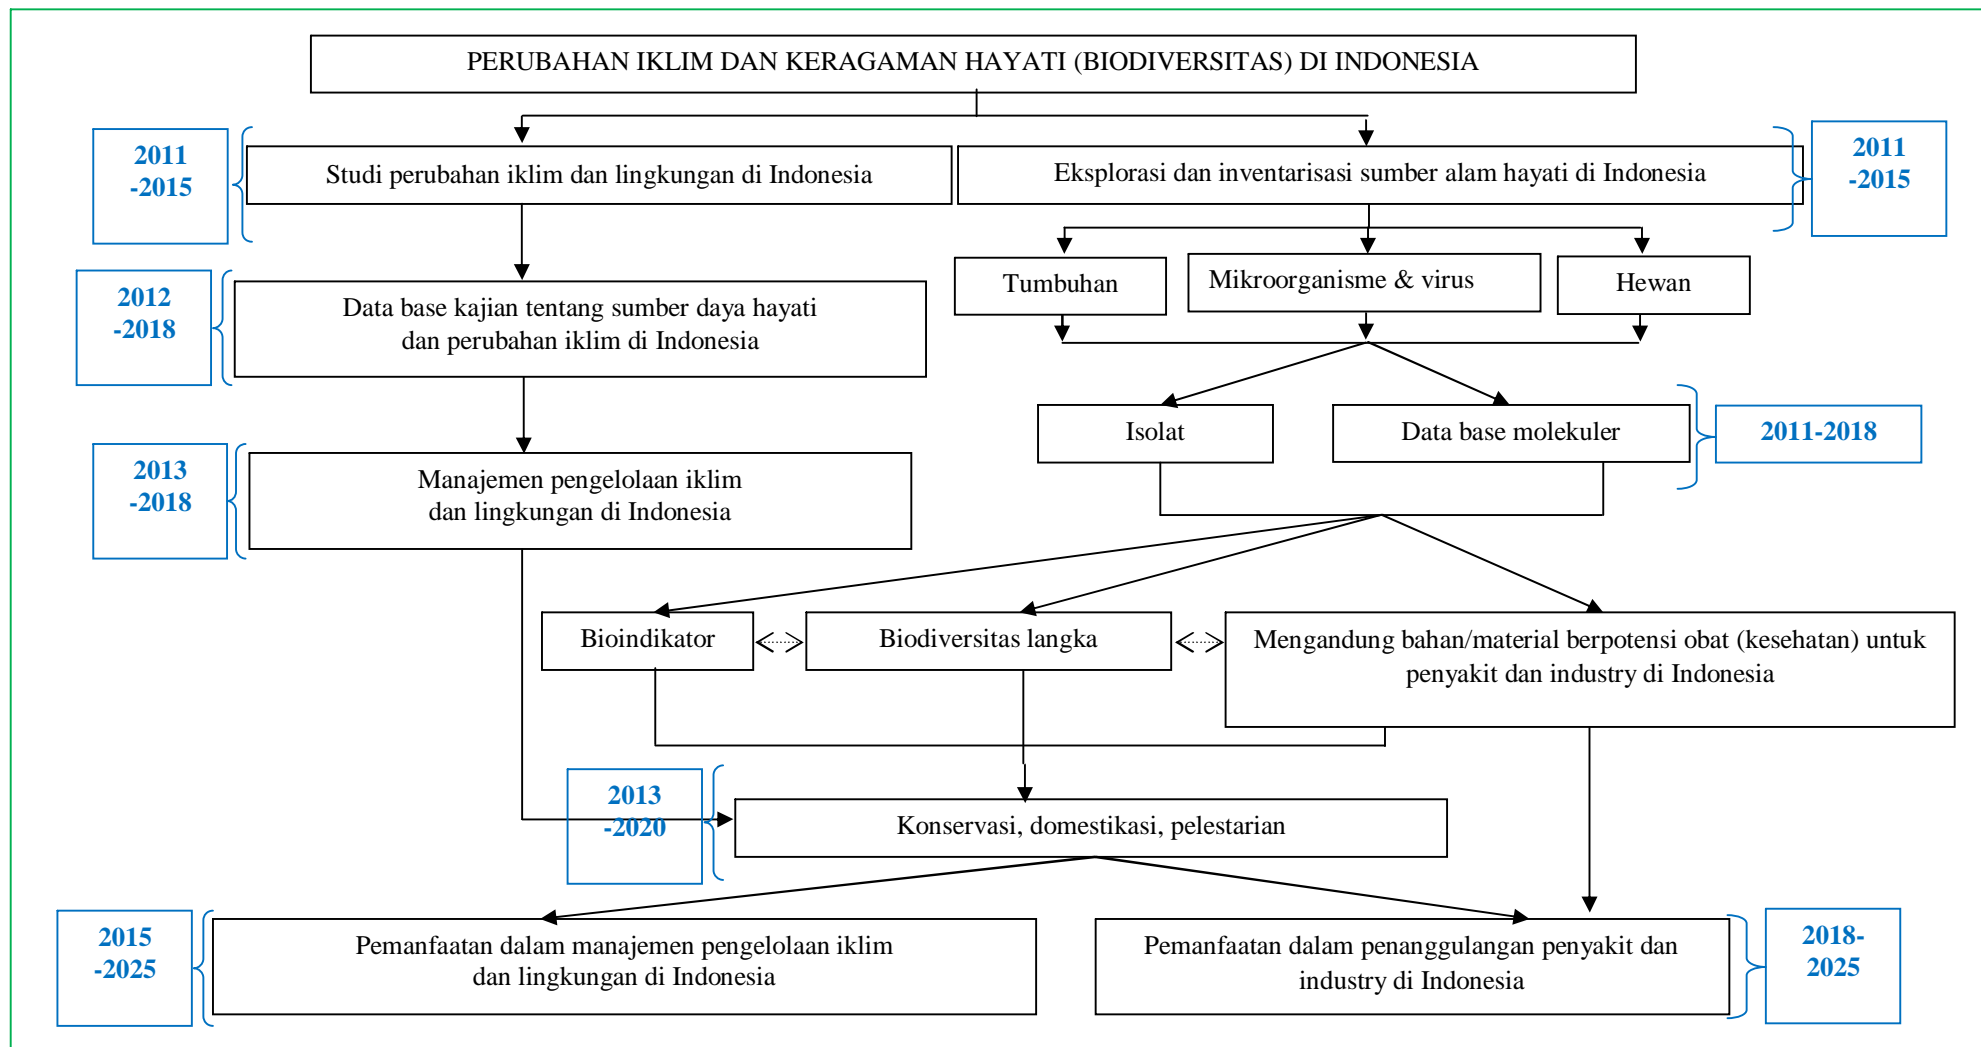 PERUBAHAN IKLIM DAN KERAGAMAN HAYATI (BIODIVERSITAS) DI INDONESIA
2011
-2015
Studi perubahan iklim dan lingkungan di Indonesia
Eksplorasi dan inventarisasi sumber alam hayati di Indonesia
2011
-2015
2012
-2018
Data base kajian tentang sumber daya hayati
dan perubahan iklim di Indonesia
Tumbuhan
Mikroorganisme & virus
Hewan
Isolat
Data base molekuler
2011-2018
2013
-2018
Manajemen pengelolaan iklim
dan lingkungan di Indonesia
Bioindikator
Biodiversitas langka
Mengandung bahan/material berpotensi obat (kesehatan) untuk
penyakit dan industry di Indonesia
2013
-2020
Konservasi, domestikasi, pelestarian
2015
-2025
Pemanfaatan dalam manajemen pengelolaan iklim
dan lingkungan di Indonesia
Pemanfaatan dalam penanggulangan penyakit dan
industry di Indonesia
2018-
2025